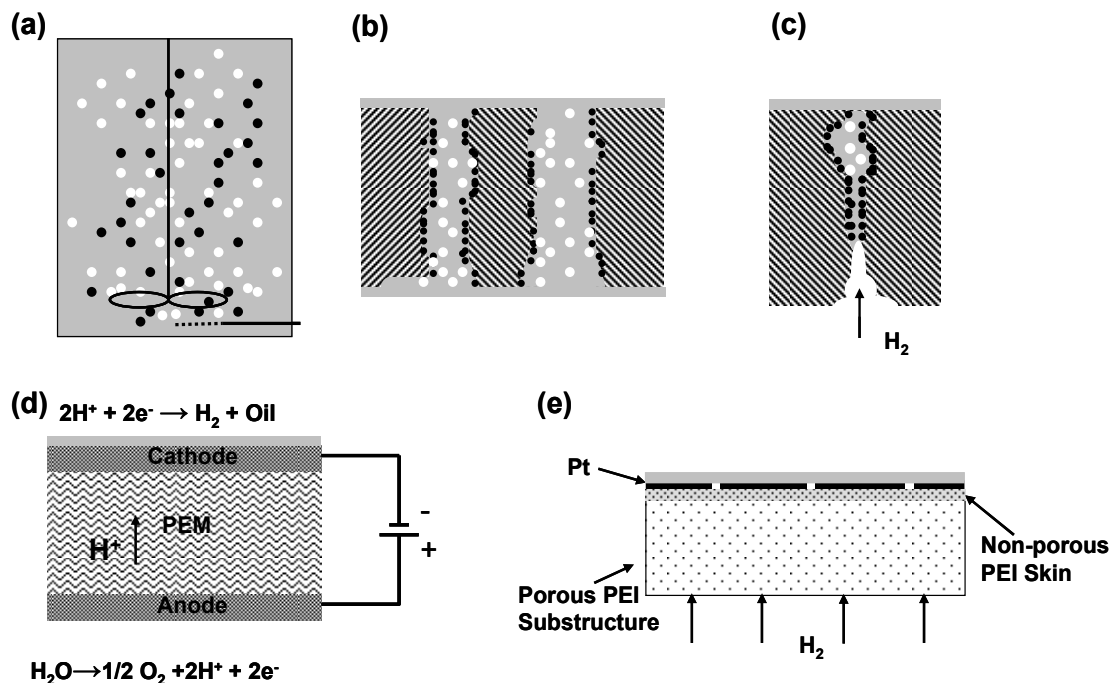 (a)
(b)
(c)
H₂
(d)
2H⁺ + 2e⁻ → H₂ + Oil
Cathode
PEM
H⁺
Anode
-
+
H₂O→1/2 O₂ +2H⁺ + 2e⁻
(e)
Pt
Non-porous
PEI Skin
Porous PEI
Substructure
H₂